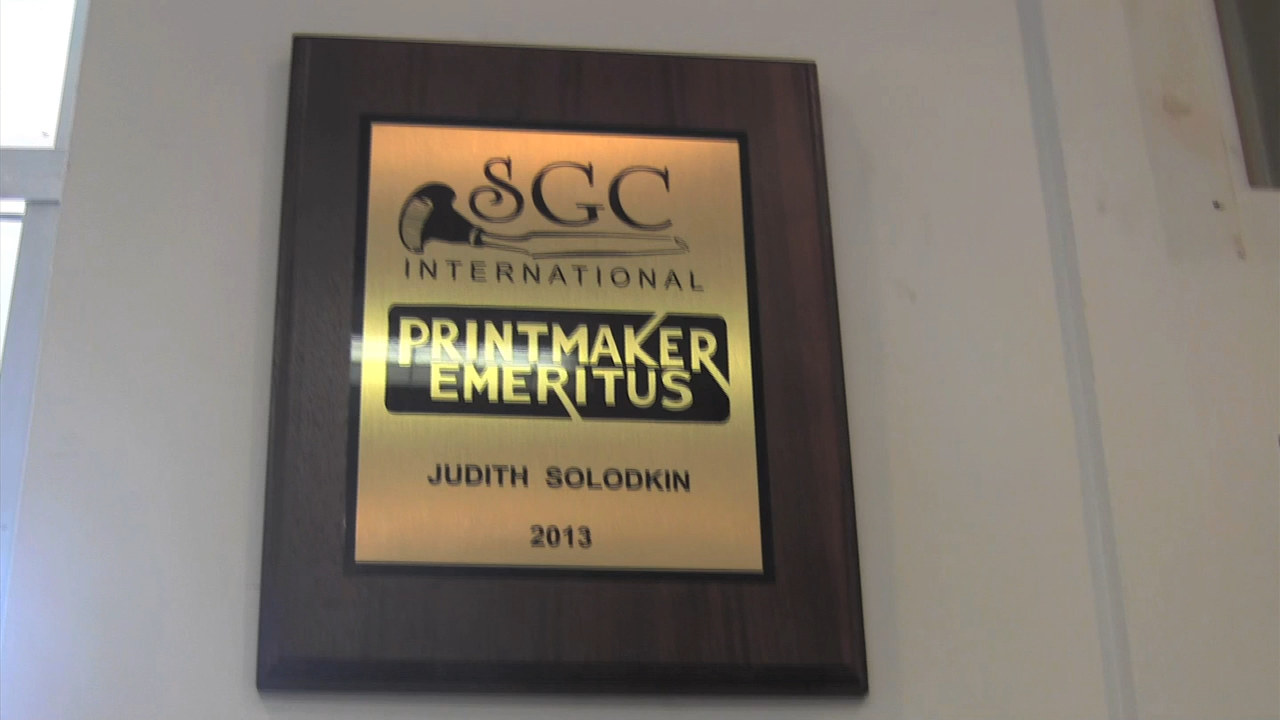 SGC
INTERNATIONAL
PRINTMAKER
EMERITUS
JUDITH SOLODKIN
2013